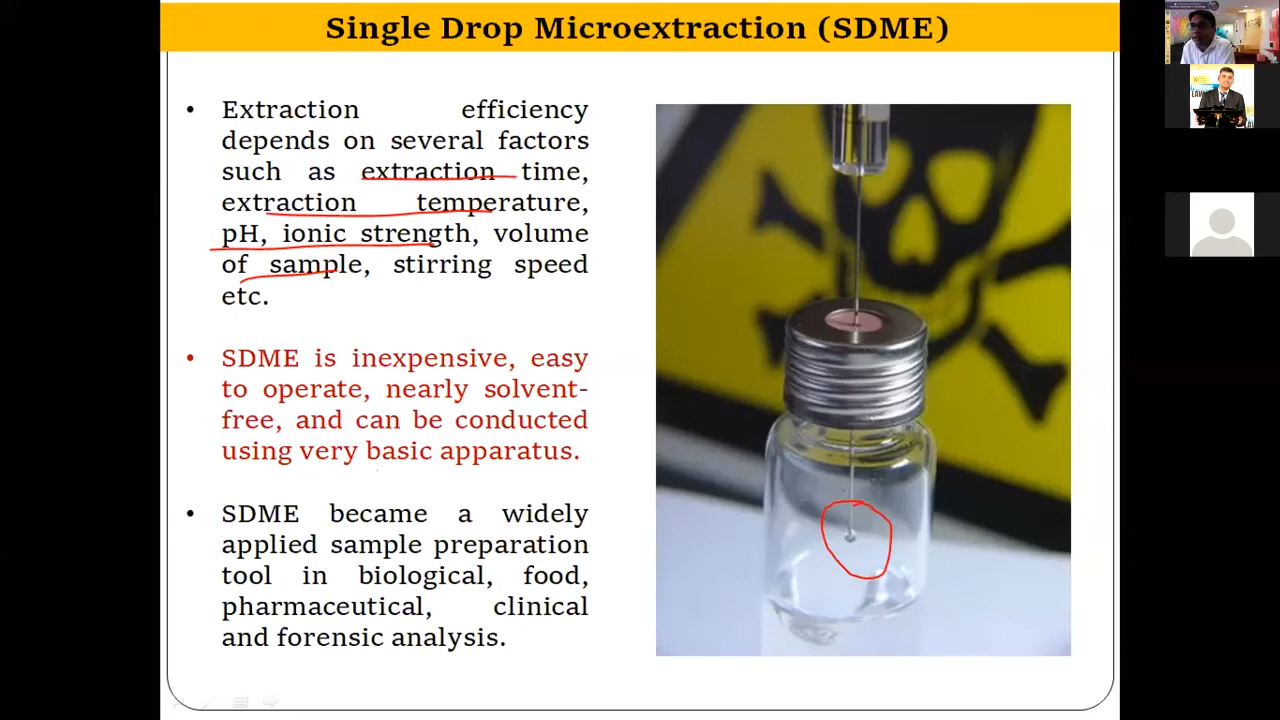 Single Drop Microextraction (SDME)
• Extraction efficiency
depends on several factors
such as extraction time,
extraction temperature,
pH, ionic strength, volume
of sample, stirring speed
etc.
• SDME is inexpensive, easy
to operate, nearly solvent-
free, and can be conducted
using very basic apparatus.
• SDME became a widely
applied sample preparation
tool in biological, food,
pharmaceutical, clinical
and forensic analysis.